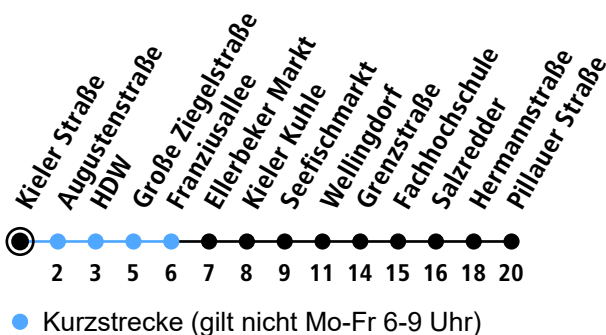 Kieler Straße
Augustenstraße
HDW
Große Ziegelstraße
Franziusallee
Ellerbeker Markt
Kieler Kuhle
Seefischmarkt
Wellingdorf
Grenzstraße
Fachhochschule
Salzredder
Hermannstraße
Pillauer Straße
2 3 5 6 7 8 9 11 14 15 16 18 20
Kurzstrecke (gilt nicht Mo-Fr 6-9 Uhr)